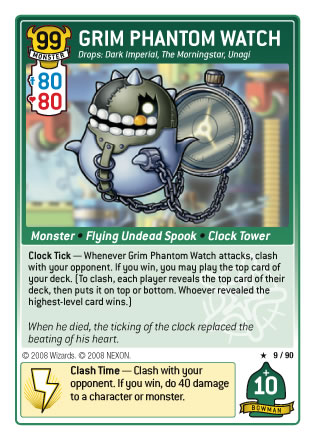 99
MONSTER
GRIM PHANTOM WATCH
Drops: Dark Imperial, The Morningstar, Unagi
80
80
Monster • Flying Undead Spook • Clock Tower
Clock Tick — Whenever Grim Phantom Watch attacks, clash
with your opponent. If you win, you may play the top card of
your deck. (To clash, each player reveals the top card of their
deck, then puts it on top or bottom. Whoever revealed the
highest-level card wins.)
When he died, the ticking of the clock replaced the
beating of his heart.
© 2008 Wizards. © 2008 NEXON.
★ 9 / 90
Clash Time — Clash with your
opponent. If you win, do 40 damage
to a character or monster.
+
10
BOWMAN